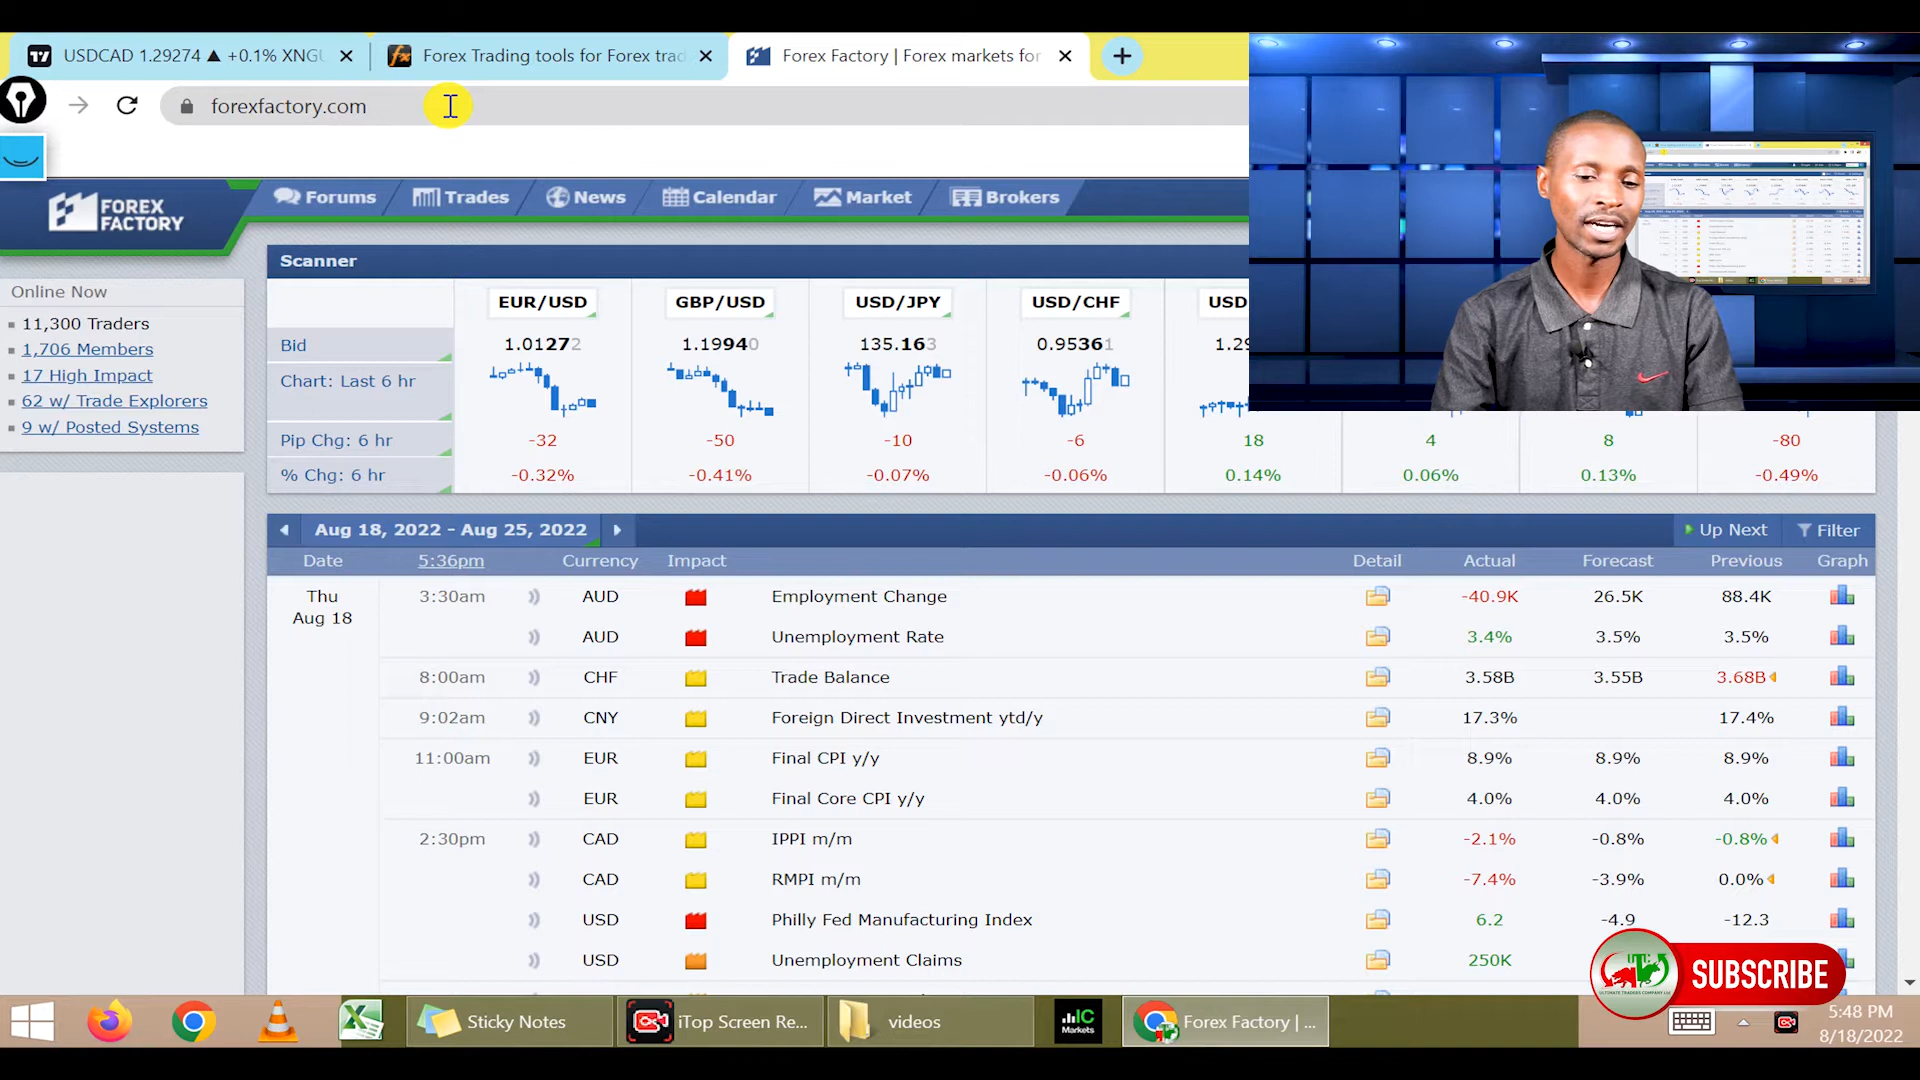 USDCAD 1.29274 ▲ +0.1% XNGU
Forex Trading tools for Forex trad
Forex Factory | Forex markets for
forexfactory.com
FOREX FACTORY
Forums
Trades
News
Calendar
Market
Brokers
Online Now
11,300 Traders
1,706 Members
17 High Impact
62 w/ Trade Explorers
9 w/ Posted Systems
Scanner
EUR/USD GBP/USD USD/JPY USD/CHF USD
Bid 1.01272 1.19940 135.163 0.95361 1.29
Chart: Last 6 hr
Pip Chg: 6 hr -32 -50 -10 -6 18 4 8 -80
% Chg: 6 hr -0.32% -0.41% -0.07% -0.06% 0.14% 0.06% 0.13% -0.49%
Aug 18, 2022 - Aug 25, 2022 Up Next Filter
Date 5:36pm Currency Impact Detail Actual Forecast Previous Graph
Thu Aug 18 3:30am AUD Employment Change -40.9K 26.5K 88.4K
AUD Unemployment Rate 3.4% 3.5% 3.5%
8:00am CHF Trade Balance 3.58B 3.55B 3.68B
9:02am CNY Foreign Direct Investment ytd/y 17.3% 17.4%
11:00am EUR Final CPI y/y 8.9% 8.9% 8.9%
EUR Final Core CPI y/y 4.0% 4.0% 4.0%
2:30pm CAD IPPI m/m -2.1% -0.8% -0.8%
CAD RMPI m/m -7.4% -3.9% 0.0%
USD Philly Fed Manufacturing Index 6.2 -4.9 -12.3
USD Unemployment Claims 250K
SUBSCRIBE
Sticky Notes
iTop Screen Re...
videos
IC Markets
Forex Factory | ...
5:48 PM
8/18/2022